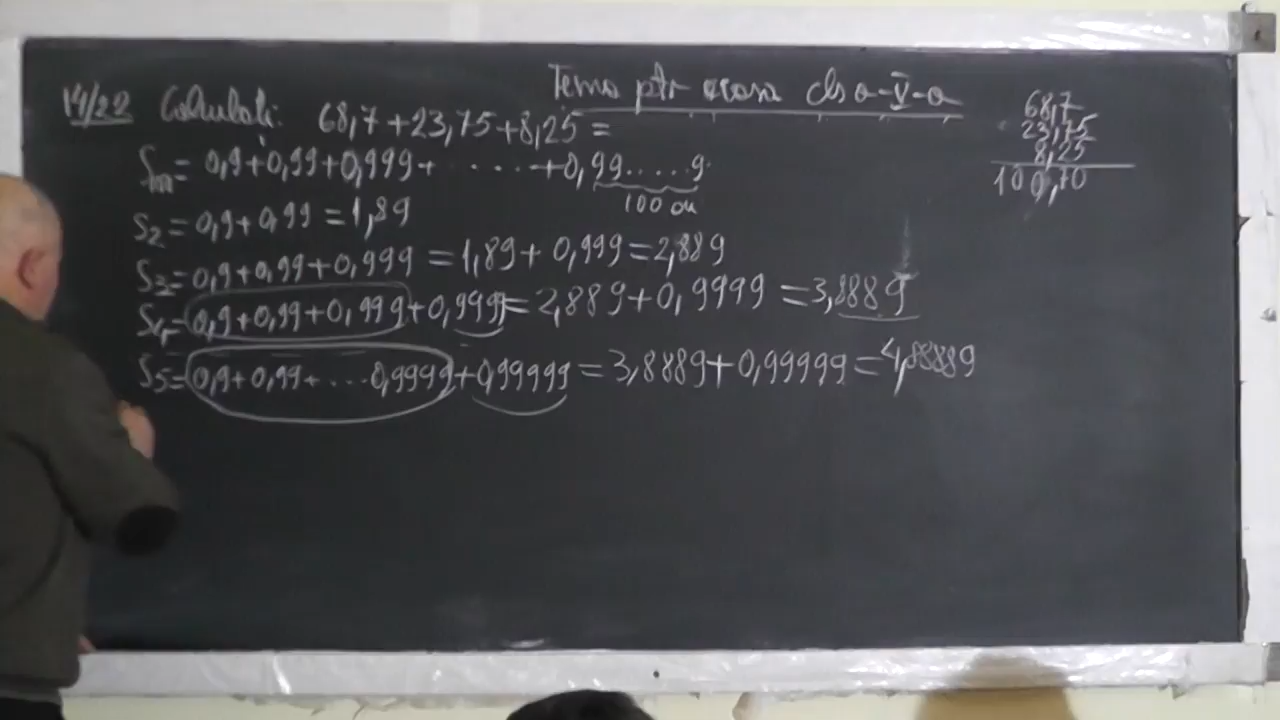 Tema ptr acasa cls a-V-a
14/22 Calculati: 68,7+23,75+8,25=
Sn= 0,9+0,99+0,999+ ......+0,99.....9
100 ori
S2=0,9+0,99=1,89
S3=0,9+0,99+0,999=1,89+0,999=2,889
S4=0,9+0,99+0,999+0,9999=2,889+0,9999=3,8889
S5=0,9+0,99+...0,9999+0,99999=3,8889+0,99999=4,88889
68,7
23,75
8,25
100,70